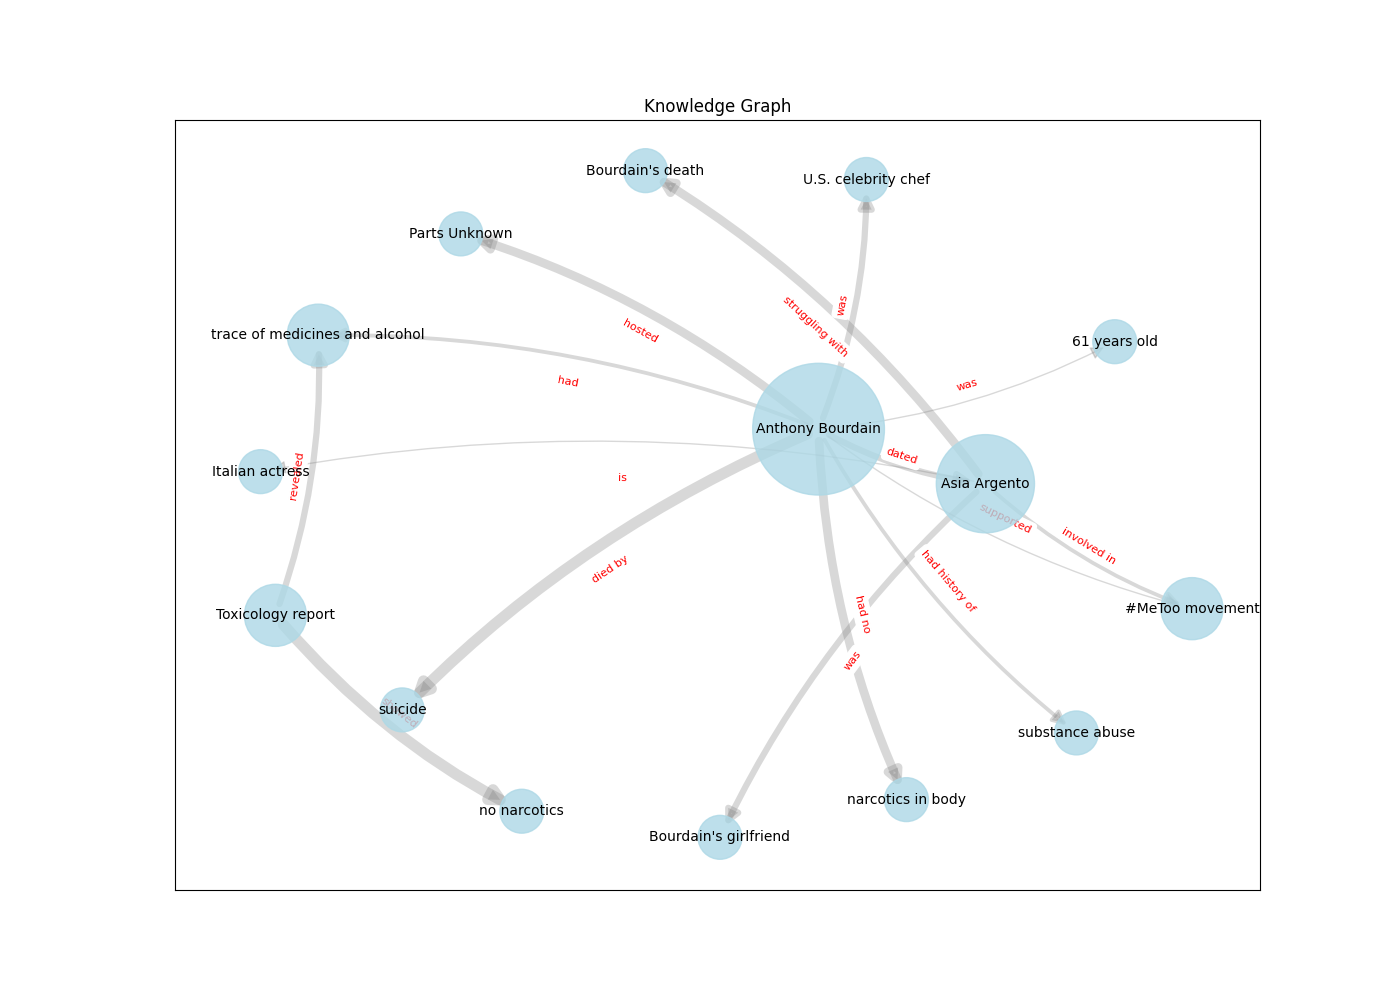 Knowledge Graph
Bourdain's death
U.S. celebrity chef
Parts Unknown
was
struggling with
hosted
trace of medicines and alcohol
61 years old
had
was
Anthony Bourdain
dated
Italian actress
revealed
is
Asia Argento
supported
involved in
died by
had history of
had no
#MeToo movement
Toxicology report
was
suicide
substance abuse
narcotics in body
no narcotics
Bourdain's girlfriend